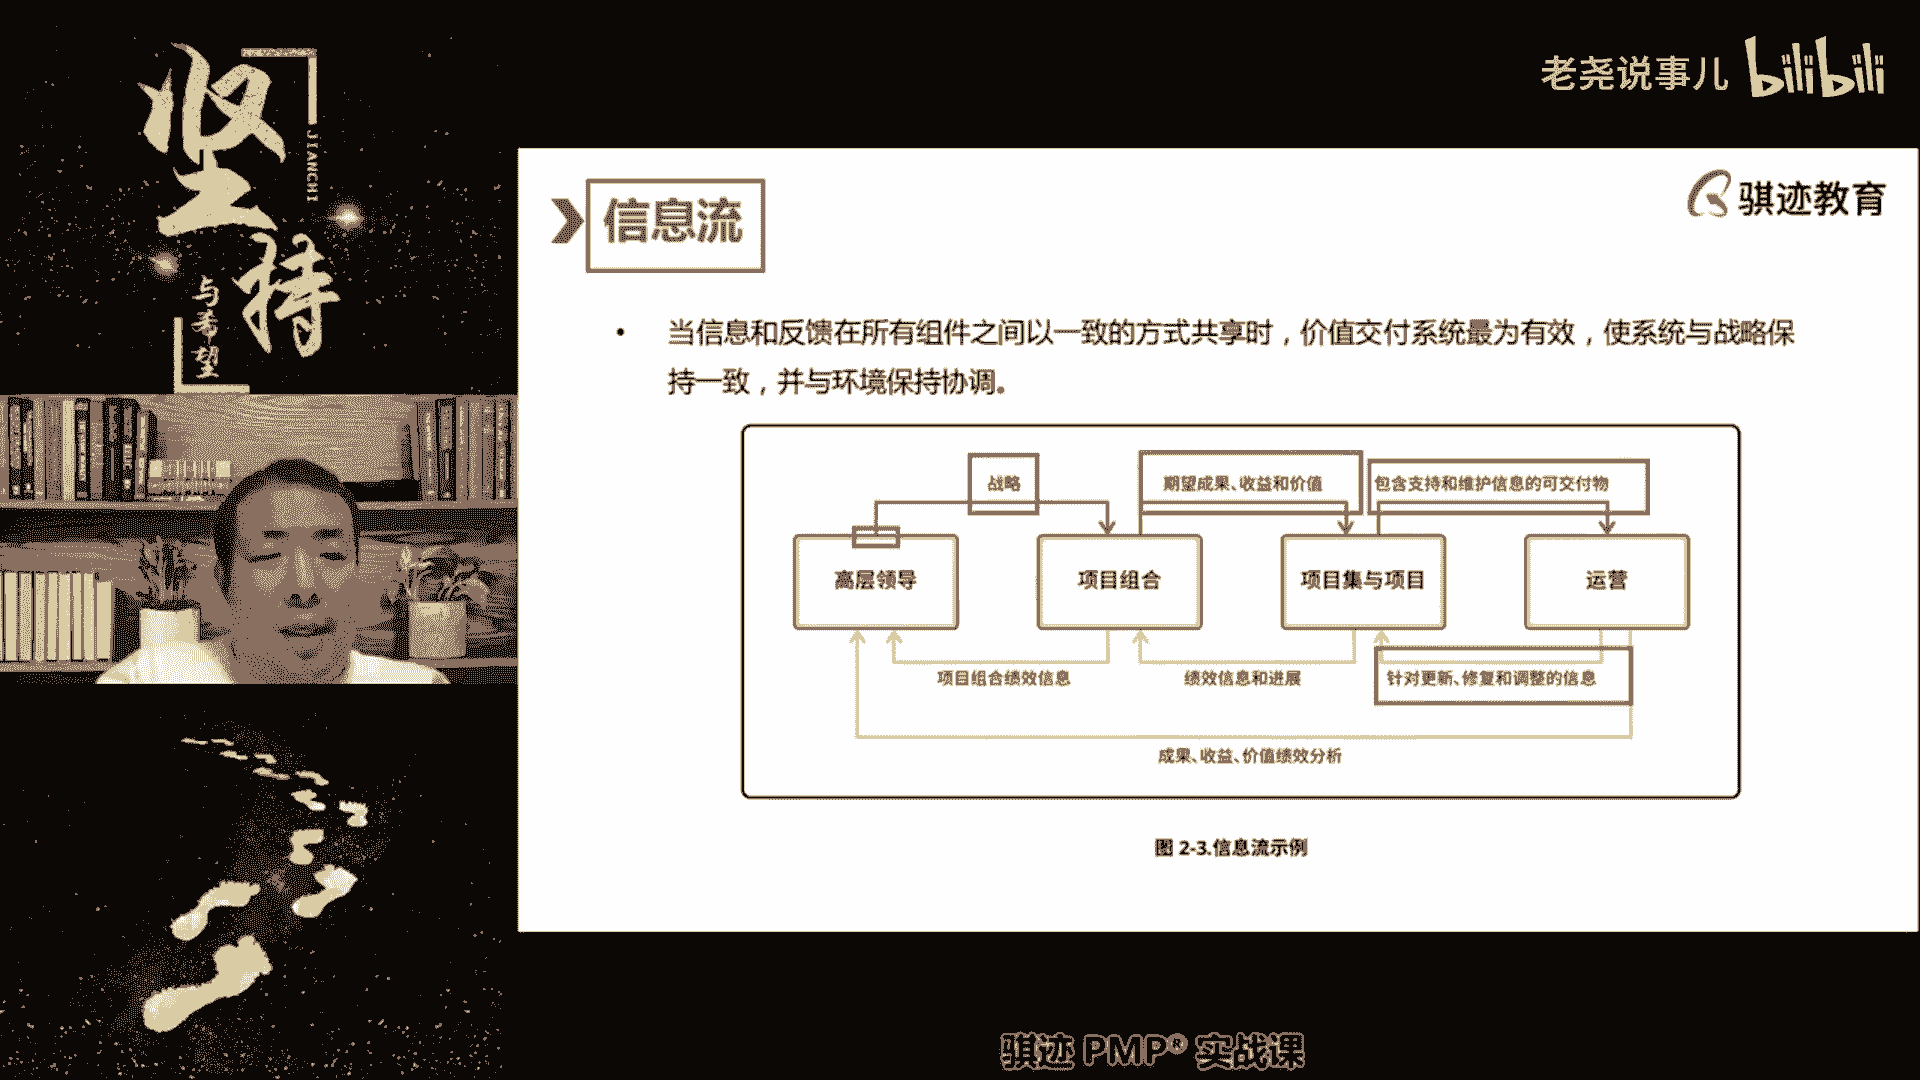 坚持
JIANCHI
与希望
老尧说事儿 bilibili
信息流
骐迹教育
• 当信息和反馈在所有组件之间以一致的方式共享时，价值交付系统最为有效，使系统与战略保
持一致，并与环境保持协调。
战略
期望成果、收益和价值
包含支持和维护信息的可交付物
高层领导
项目组合
项目集与项目
运营
项目组合绩效信息
绩效信息和进展
针对更新、修复和调整的信息
成果、收益、价值绩效分析
图 2-3.信息流示例
骐迹 PMP® 实战课